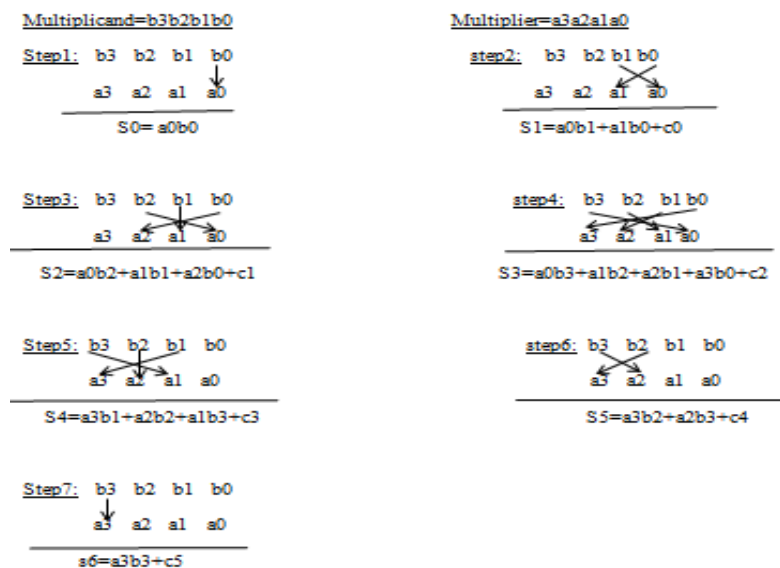 Multiplicand=b3b2b1b0
Multiplier=a3a2a1a0
Step1: b3 b2 b1 b0
a3 a2 a1 a0
S0= a0b0
step2: b3 b2 b1 b0
a3 a2 a1 a0
S1=a0b1+a1b0+c0
Step3: b3 b2 b1 b0
a3 a2 a1 a0
S2=a0b2+a1b1+a2b0+c1
step4: b3 b2 b1 b0
a3 a2 a1 a0
S3=a0b3+a1b2+a2b1+a3b0+c2
Step5: b3 b2 b1 b0
a3 a2 a1 a0
S4=a3b1+a2b2+a1b3+c3
step6: b3 b2 b1 b0
a3 a2 a1 a0
S5=a3b2+a2b3+c4
Step7: b3 b2 b1 b0
a3 a2 a1 a0
s6=a3b3+c5